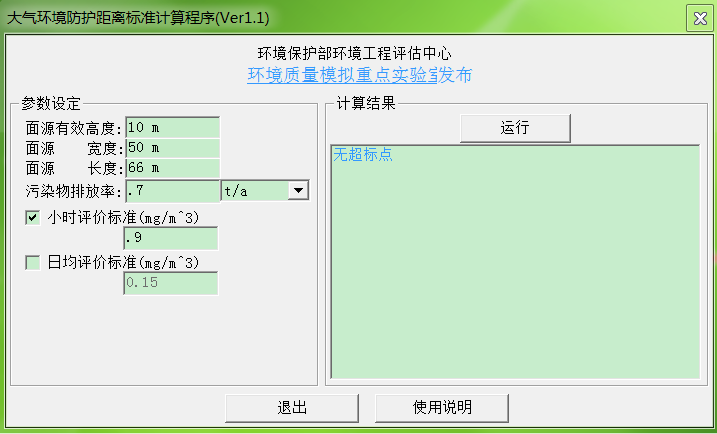 大气环境防护距离标准计算程序(Ver1.1)
环境保护部环境工程评估中心
环境质量模拟重点实验室发布
参数设定
面源有效高度: 10 m
面源 宽度: 50 m
面源 长度: 66 m
污染物排放率: .7 t/a
小时评价标准(mg/m^3)
.9
日均评价标准(mg/m^3)
0.15
计算结果
运行
无超标点
退出
使用说明